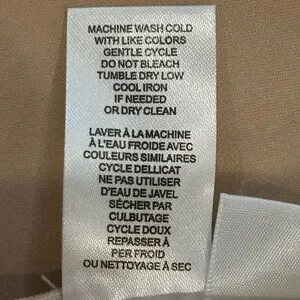 MACHINE WASH COLD
WITH LIKE COLORS
GENTLE CYCLE
DO NOT BLEACH
TUMBLE DRY LOW
COOL IRON
IF NEEDED
OR DRY CLEAN
LAVER À LA MACHINE
À L'EAU FROIDE AVEC
COULEURS SIMILAIRES
CYCLE DELLICAT
NE PAS UTILISER
D'EAU DE JAVEL
SÉCHER PAR
CULBUTAGE
CYCLE DOUX
REPASSER À
PER FROID
OU NETTOYAGE À SEC